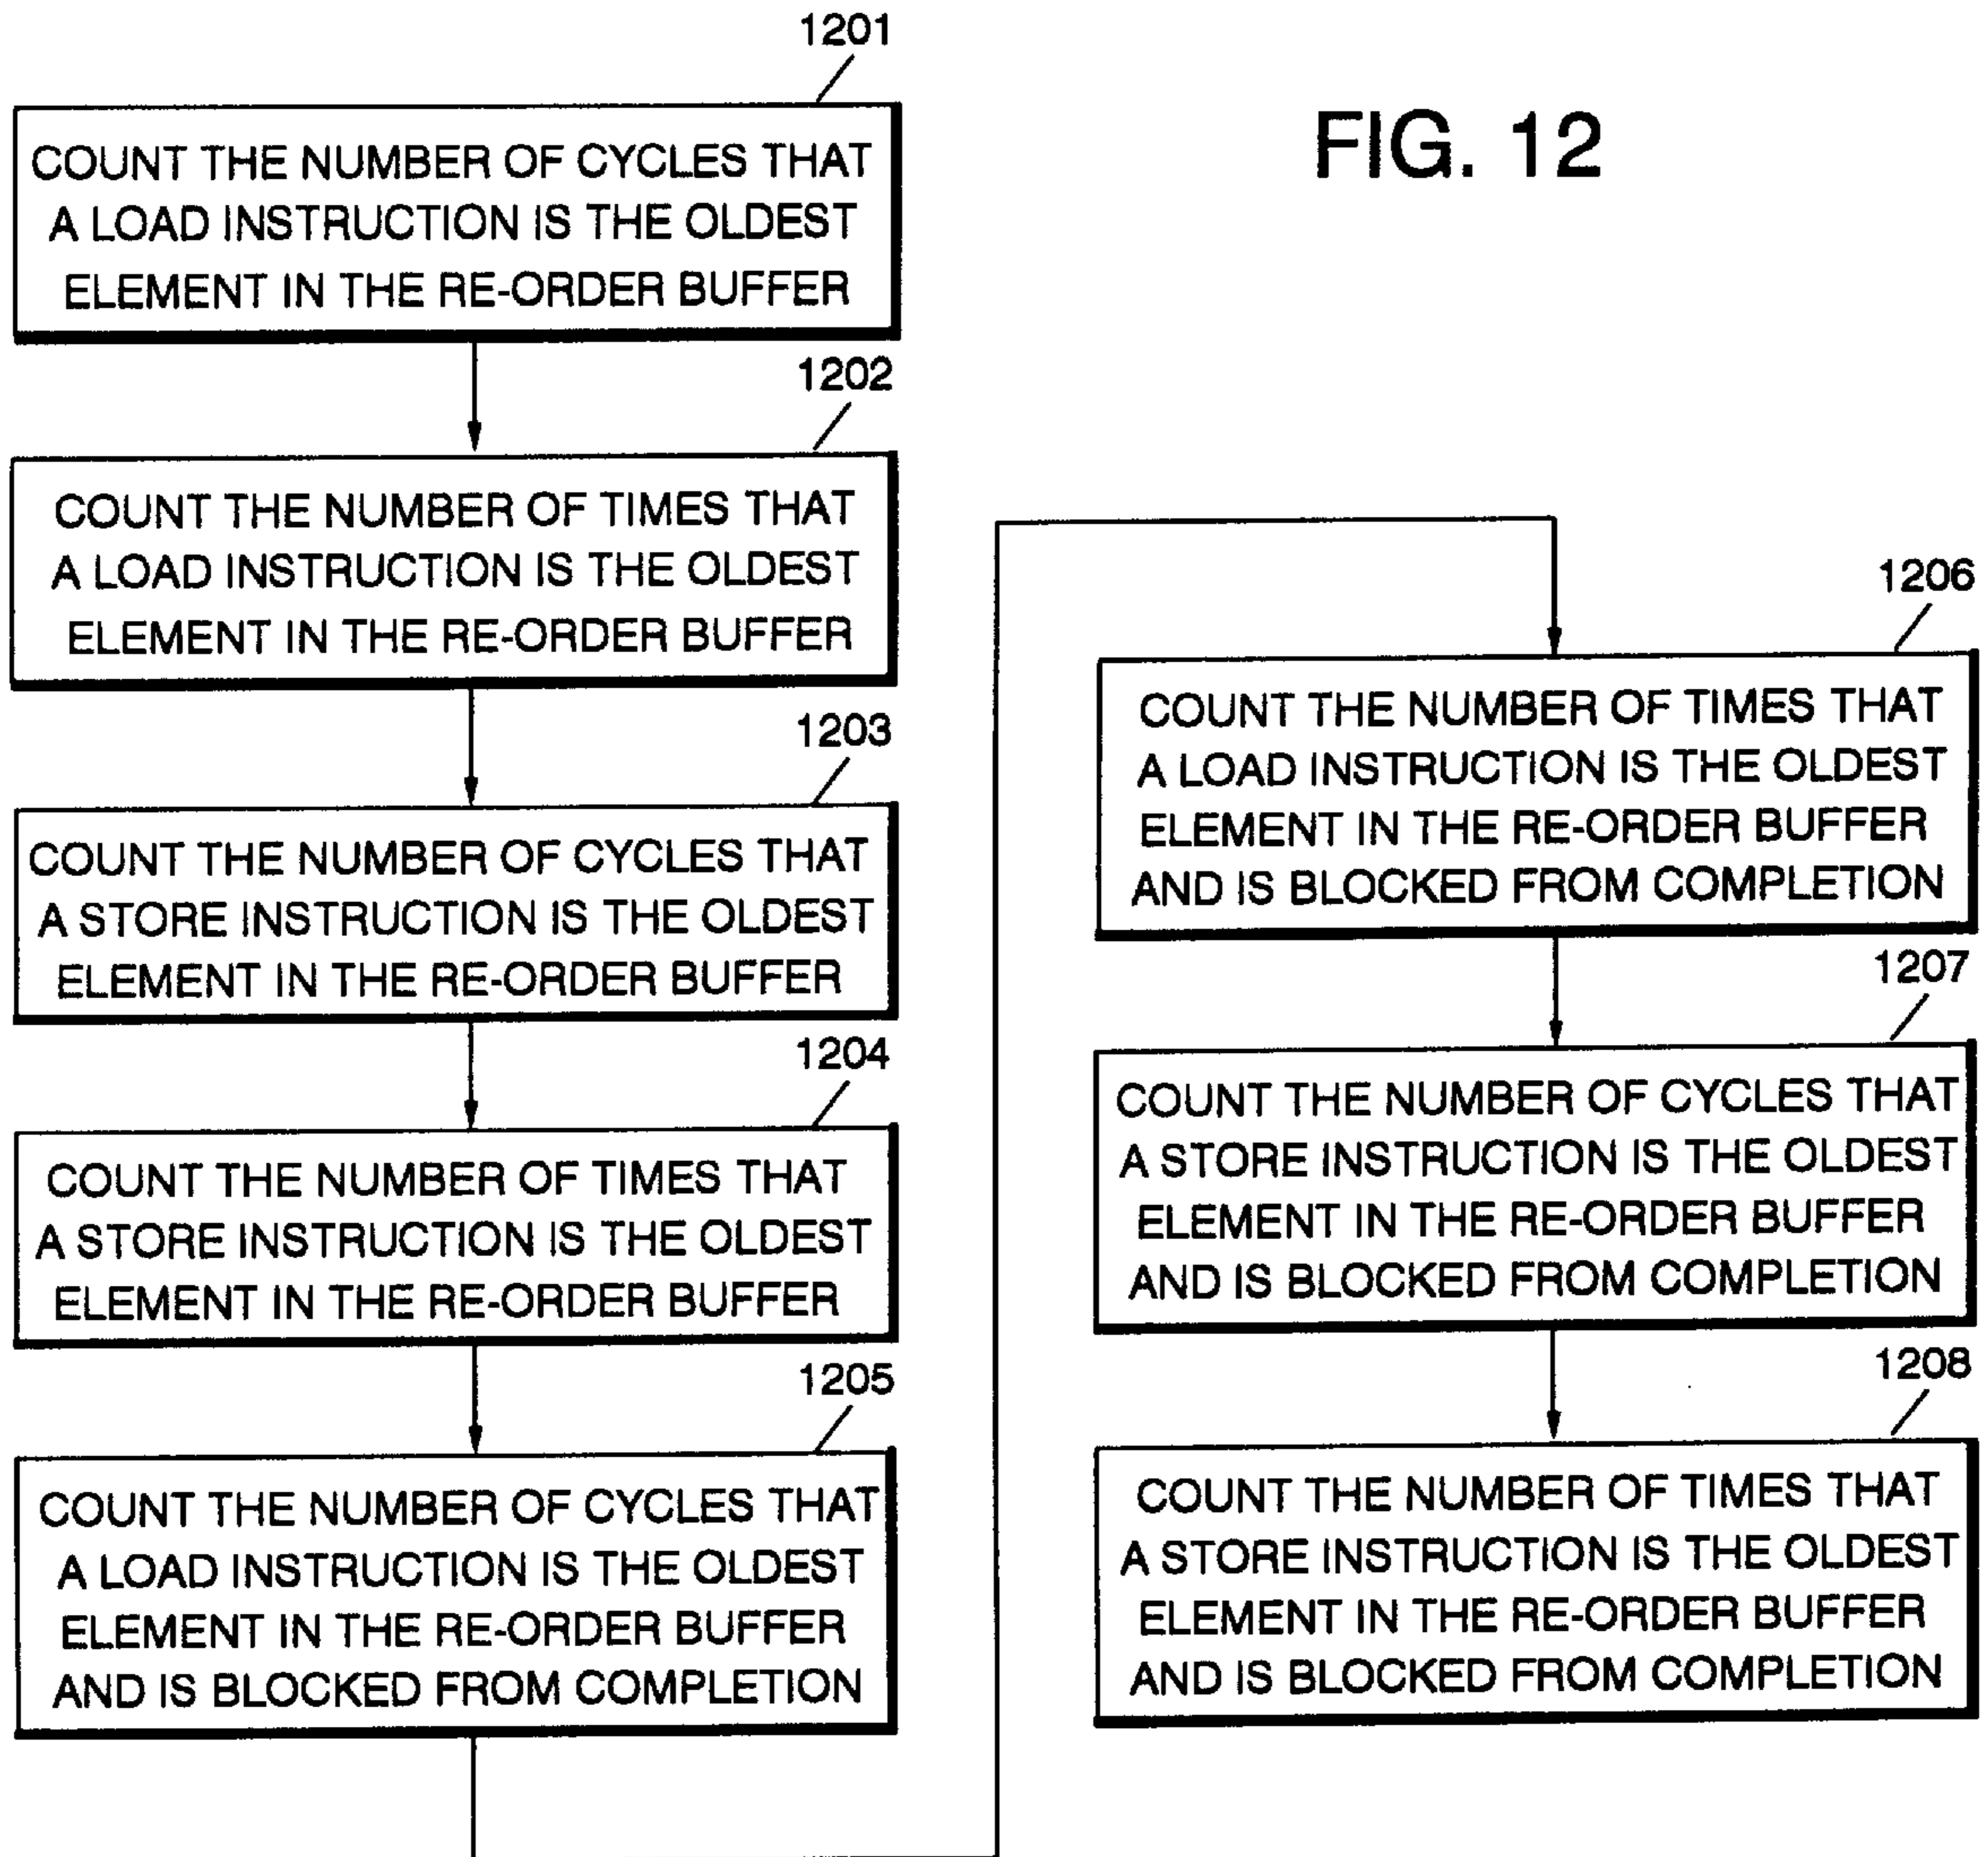 FIG. 12
1201
COUNT THE NUMBER OF CYCLES THAT
A LOAD INSTRUCTION IS THE OLDEST
ELEMENT IN THE RE-ORDER BUFFER
1202
COUNT THE NUMBER OF TIMES THAT
A LOAD INSTRUCTION IS THE OLDEST
ELEMENT IN THE RE-ORDER BUFFER
1203
COUNT THE NUMBER OF CYCLES THAT
A STORE INSTRUCTION IS THE OLDEST
ELEMENT IN THE RE-ORDER BUFFER
1204
COUNT THE NUMBER OF TIMES THAT
A STORE INSTRUCTION IS THE OLDEST
ELEMENT IN THE RE-ORDER BUFFER
1205
COUNT THE NUMBER OF CYCLES THAT
A LOAD INSTRUCTION IS THE OLDEST
ELEMENT IN THE RE-ORDER BUFFER
AND IS BLOCKED FROM COMPLETION
1206
COUNT THE NUMBER OF TIMES THAT
A LOAD INSTRUCTION IS THE OLDEST
ELEMENT IN THE RE-ORDER BUFFER
AND IS BLOCKED FROM COMPLETION
1207
COUNT THE NUMBER OF CYCLES THAT
A STORE INSTRUCTION IS THE OLDEST
ELEMENT IN THE RE-ORDER BUFFER
AND IS BLOCKED FROM COMPLETION
1208
COUNT THE NUMBER OF TIMES THAT
A STORE INSTRUCTION IS THE OLDEST
ELEMENT IN THE RE-ORDER BUFFER
AND IS BLOCKED FROM COMPLETION